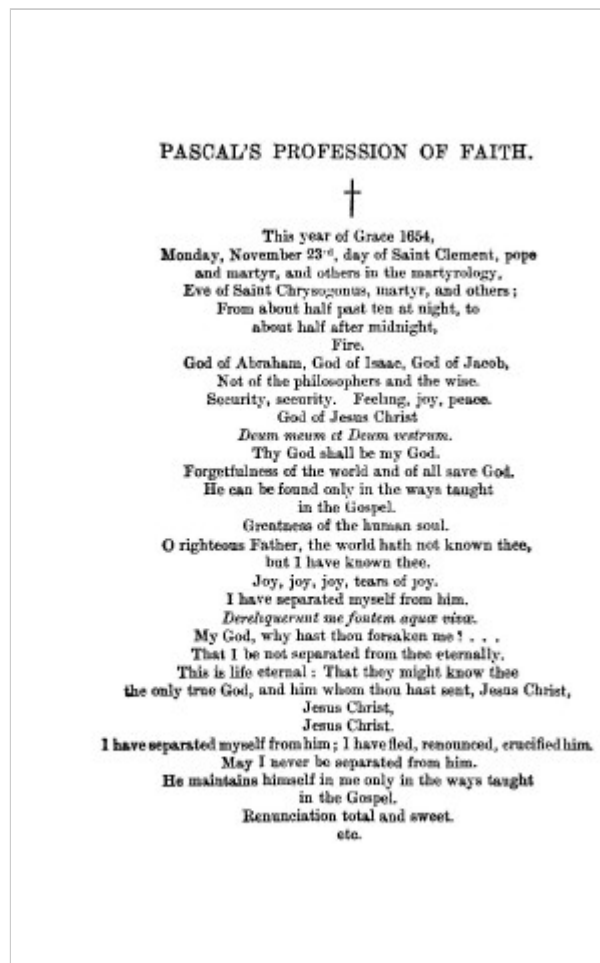 PASCAL'S PROFESSION OF FAITH.
†
This year of Grace 1654,
Monday, November 23rd, day of Saint Clement, pope
and martyr, and others in the martyrology,
Eve of Saint Chrysogonus, martyr, and others;
From about half past ten at night, to
about half after midnight,
Fire.
God of Abraham, God of Isaac, God of Jacob,
Not of the philosophers and the wise.
Security, security. Feeling, joy, peace.
God of Jesus Christ
Deum meum et Deum vestrum.
Thy God shall be my God.
Forgetfulness of the world and of all save God.
He can be found only in the ways taught
in the Gospel.
Greatness of the human soul.
O righteous Father, the world hath not known thee,
but I have known thee.
Joy, joy, joy, tears of joy.
I have separated myself from him.
Dereliquerunt me fontem aquæ vivæ.
My God, why hast thou forsaken me? . . .
That I be not separated from thee eternally.
This is life eternal: That they might know thee
the only true God, and him whom thou hast sent, Jesus Christ,
Jesus Christ,
Jesus Christ.
I have separated myself from him; I have fled, renounced, crucified him.
May I never be separated from him.
He maintains himself in me only in the ways taught
in the Gospel.
Renunciation total and sweet.
etc.